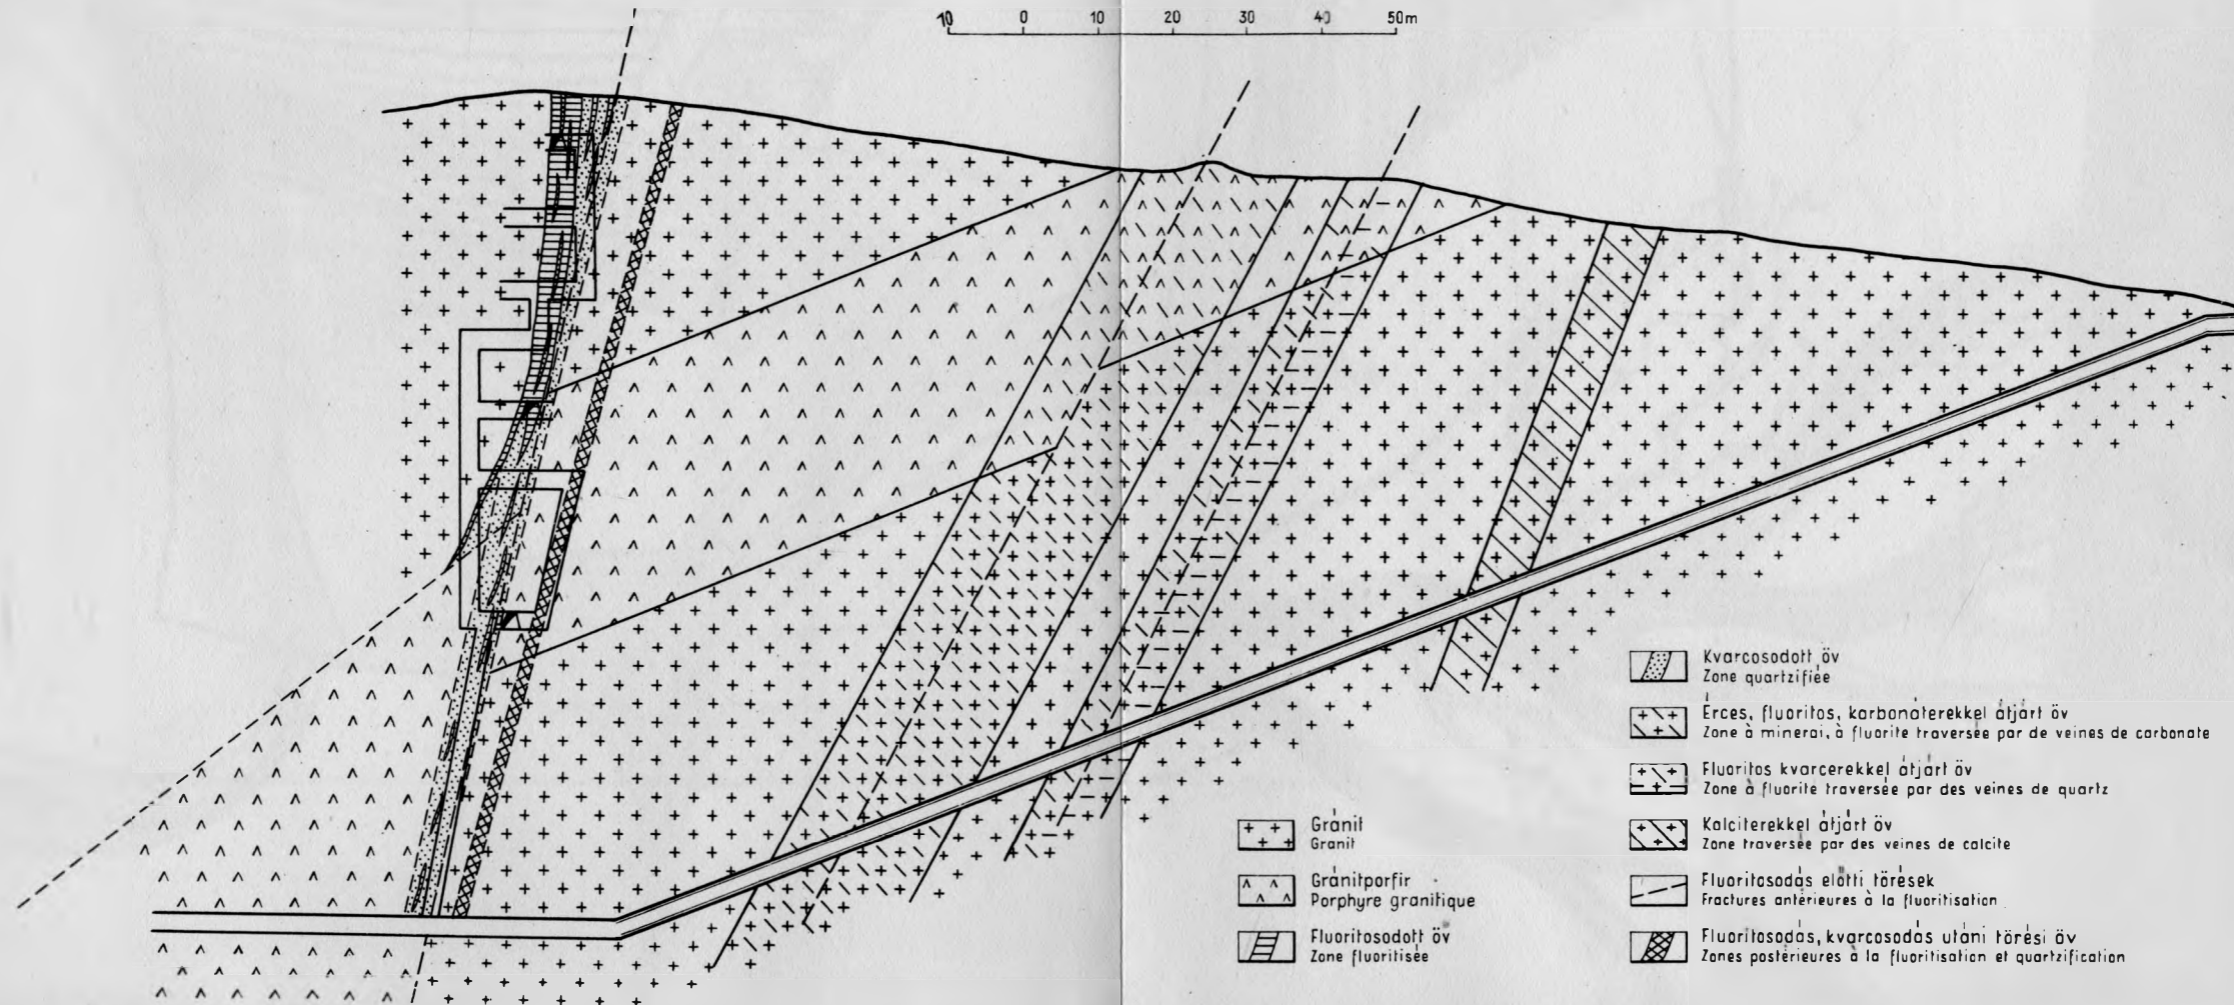 10 0 10 20 30 40 50m
Gránit
Granit
Gránitporfir
Porphyre granitique
Fluoritosodott öv
Zone fluoritisée
Kvarcosodott öv
Zone quartzifiée
Érces, fluoritos, karbonáterekkel átjárt öv
Zone à minerai, à fluorite traversée par de veines de carbonate
Fluoritos kvarcerekkel átjárt öv
Zone à fluorite traversée par des veines de quartz
Kalciterekkel átjárt öv
Zone traversée par des veines de calcite
Fluoritosodás előtti törések
Fractures antérieures à la fluoritisation
Fluoritosodás, kvarcosodás utáni törési öv
Zones postérieures à la fluoritisation et quartzification